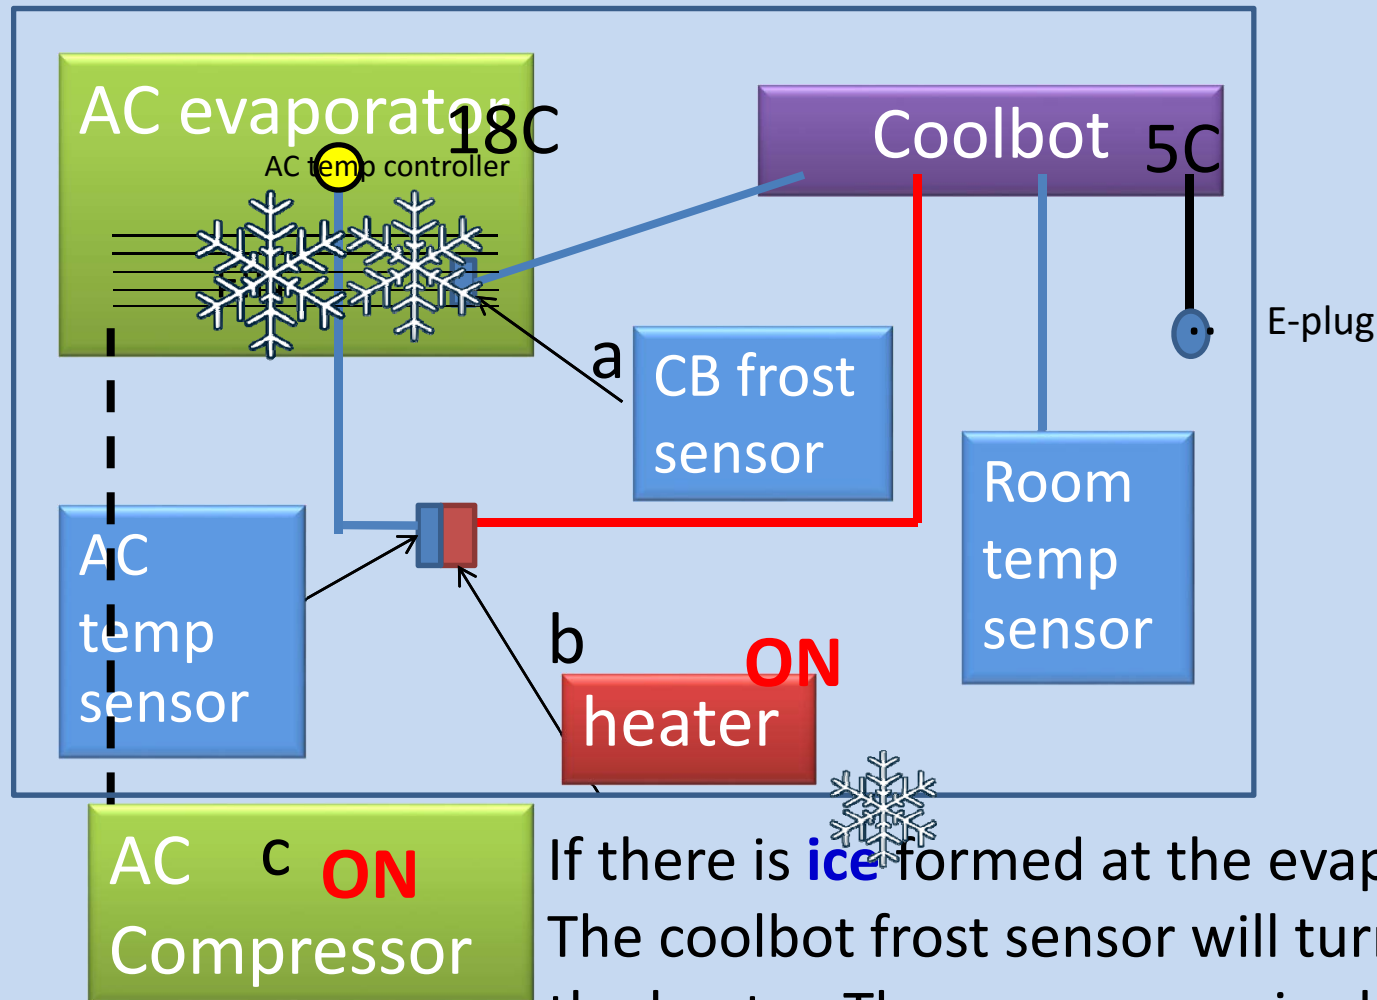 AC evaporator
18C
AC temp controller
Coolbot
5C
E-plug
a
CB frost
sensor
Room
temp
sensor
AC
temp
sensor
b
ON
heater
AC
c
ON
Compressor
If there is ice formed at the evap
The coolbot frost sensor will turn